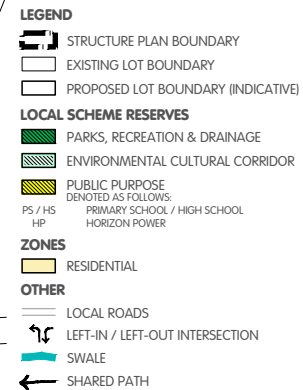 LEGEND
STRUCTURE PLAN BOUNDARY
EXISTING LOT BOUNDARY
PROPOSED LOT BOUNDARY (INDICATIVE)
LOCAL SCHEME RESERVES
PARKS, RECREATION & DRAINAGE
ENVIRONMENTAL CULTURAL CORRIDOR
PUBLIC PURPOSE
DENOTED AS FOLLOWS:
PS / HS PRIMARY SCHOOL / HIGH SCHOOL
HP HORIZON POWER
ZONES
RESIDENTIAL
OTHER
LOCAL ROADS
LEFT-IN / LEFT-OUT INTERSECTION
SWALE
SHARED PATH